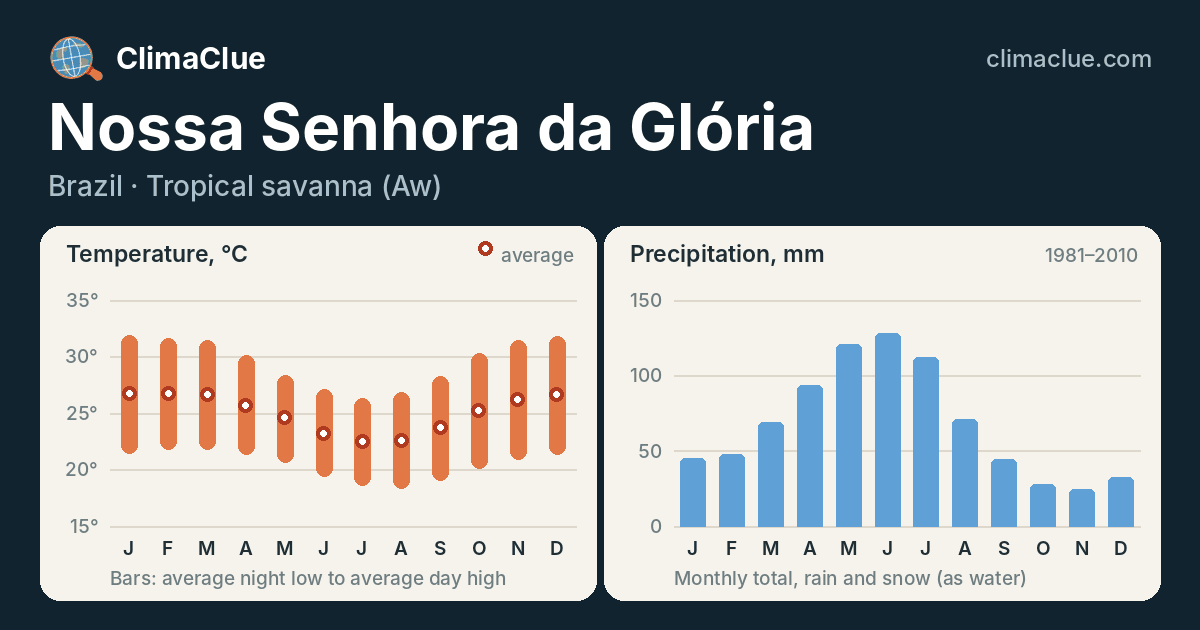 ClimaClue
climaclue.com
Nossa Senhora da Glória
Brazil · Tropical savanna (Aw)
Temperature, °C
average
35°
30°
25°
20°
15°
J F M A M J J A S O N D
Bars: average night low to average day high
Precipitation, mm
1981–2010
150
100
50
0
J F M A M J J A S O N D
Monthly total, rain and snow (as water)